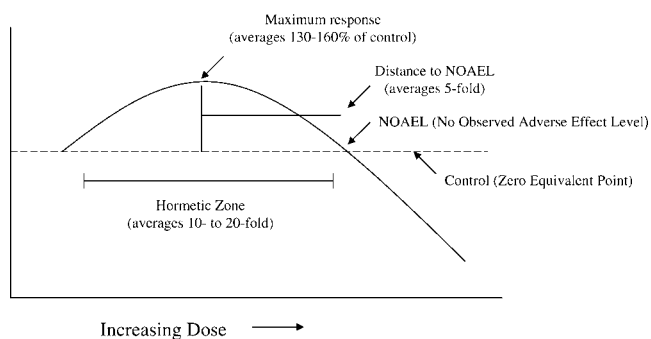 Maximum response
(averages 130-160% of control)
Distance to NOAEL
(averages 5-fold)
NOAEL (No Observed Adverse Effect Level)
Control (Zero Equivalent Point)
Hormetic Zone
(averages 10- to 20-fold)
Increasing Dose